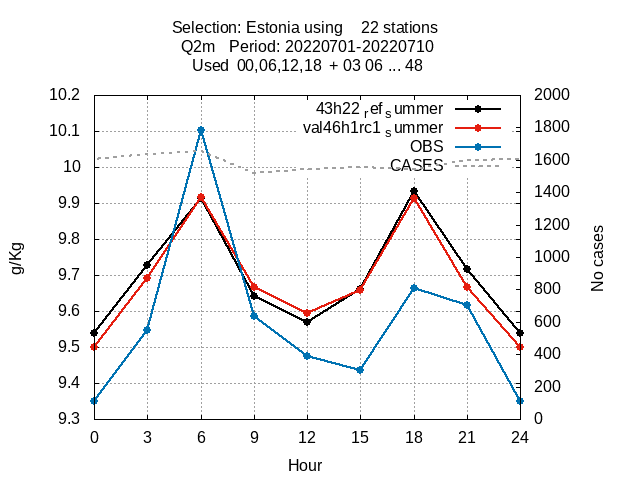 Selection: Estonia using    22 stations
Q2m   Period: 20220701-20220710
Used  00,06,12,18  + 03 06 ... 48
43h22ref_summer
val46h1rc1summer
OBS
CASES
10.2
10.1
10
9.9
9.8
9.7
9.6
9.5
9.4
9.3
g/Kg
2000
1800
1600
1400
1200
1000
800
600
400
200
0
No cases
0 3 6 9 12 15 18 21 24
Hour